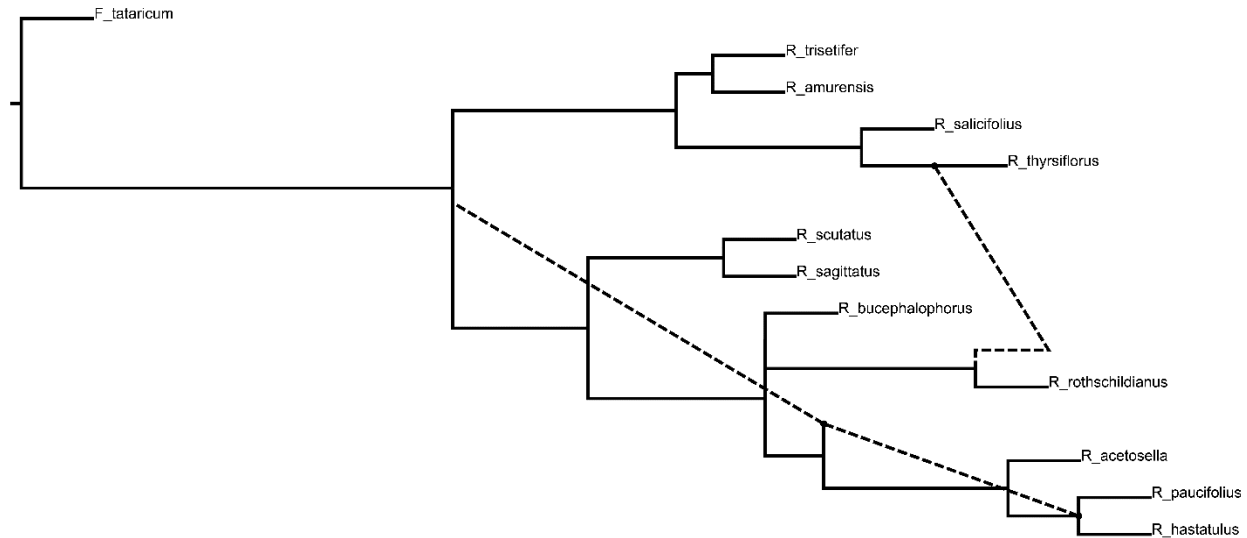 F_tataricum
R_trisetifer
R_amurensis
R_salicifolius
R_thyrsiflorus
R_scutatus
R_sagittatus
R_bucephalophorus
R_rothschildianus
R_acetosella
R_paucifolius
R_hastatulus